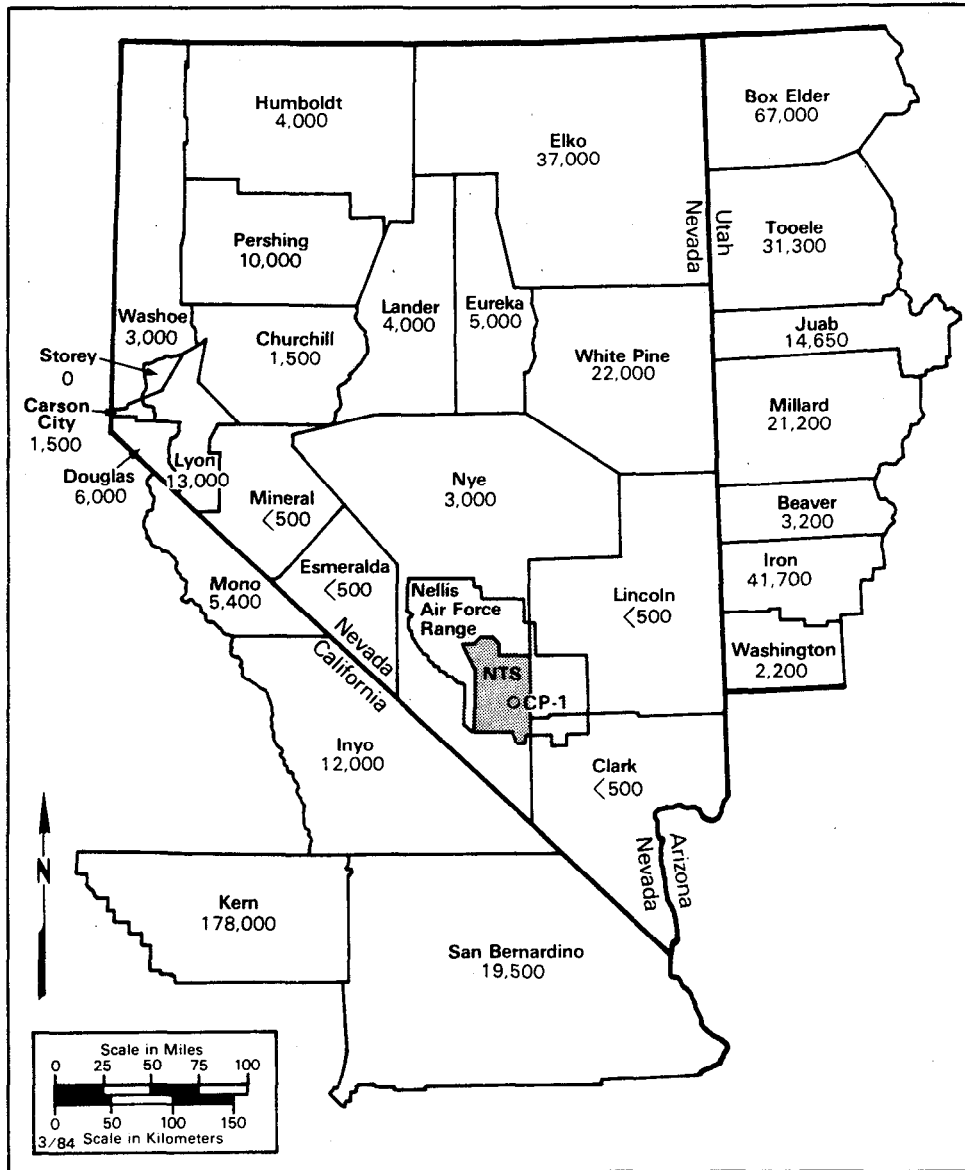 Humboldt
4,000
Elko
37,000
Box Elder
67,000
Nevada
Utah
Tooele
31,300
Pershing
10,000
Washoe
3,000
Lander
4,000
Eureka
5,000
Churchill
1,500
Juab
14,650
Storey
0
White Pine
22,000
Millard
21,200
Carson
City
1,500
Douglas
6,000
Lyon
13,000
Mineral
<500
Nye
3,000
Beaver
3,200
Iron
41,700
Mono
5,400
Esmeralda
<500
Nellis
Air Force
Range
Lincoln
<500
Washington
2,200
Nevada
California
NTS
CP-1
Inyo
12,000
Clark
<500
Arizona
Nevada
N
Kern
178,000
San Bernardino
19,500
Scale in Miles
0 25 50 75 100
0 50 100 150
3/84 Scale in Kilometers